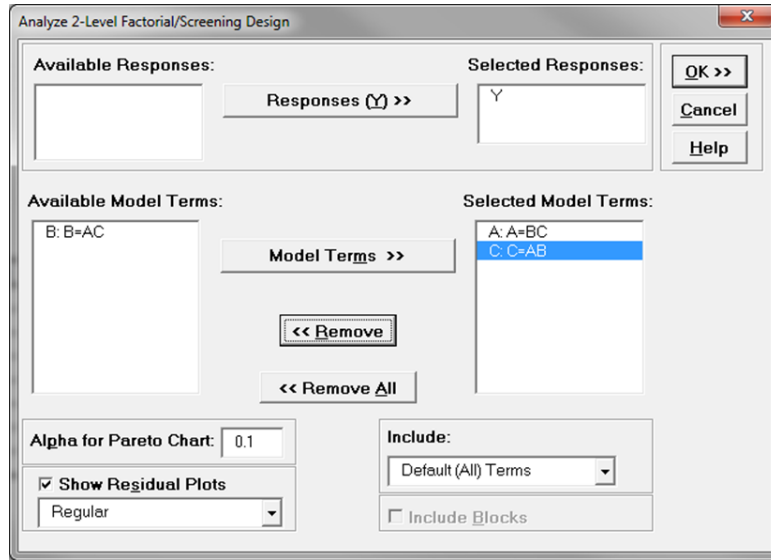 Analyze 2-Level Factorial/Screening Design
x
Available Responses:
Responses (Y) >>
Selected Responses:
Y
OK >>
Cancel
Help
Available Model Terms:
B: B=AC
Model Terms >>
Selected Model Terms:
A: A=BC
C: C=AB
<< Remove
<< Remove All
Alpha for Pareto Chart: 0.1
Show Residual Plots
Regular
Include:
Default (All) Terms
Include Blocks